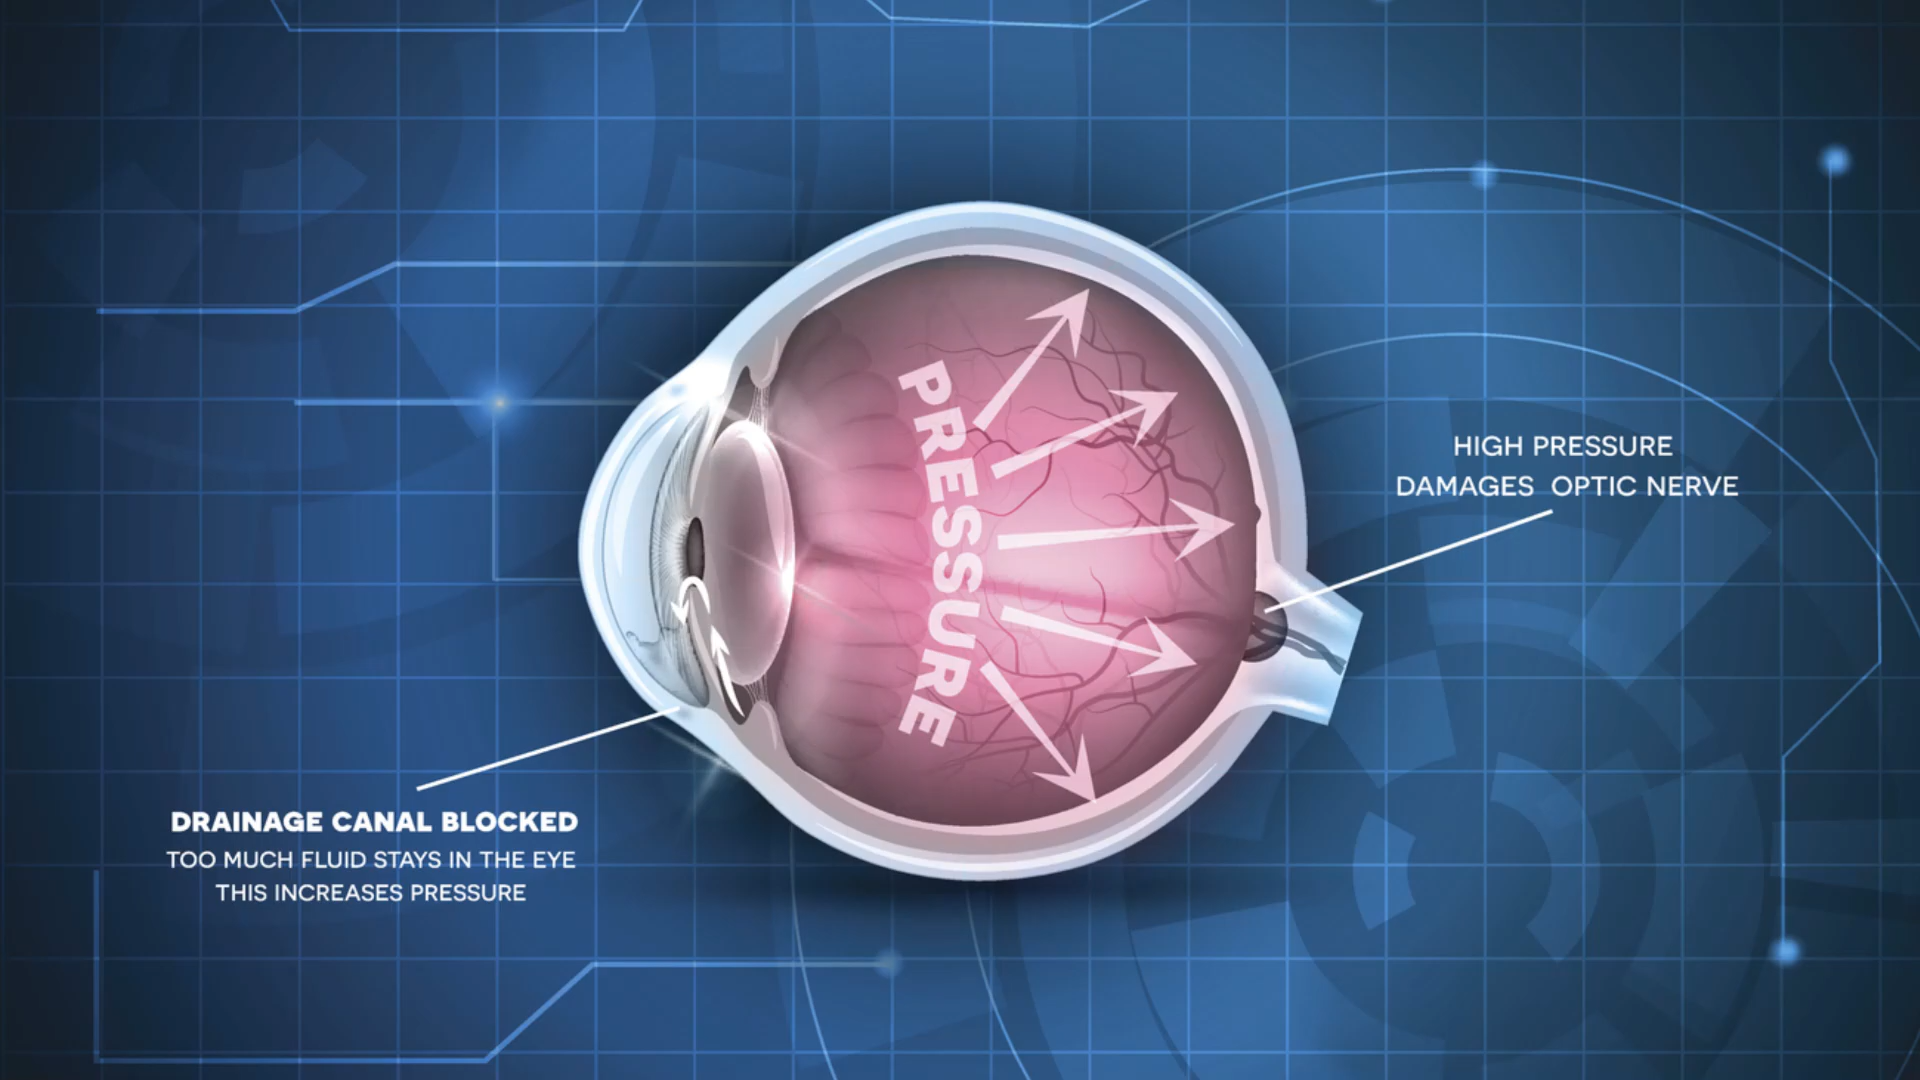 PRESSURE
HIGH PRESSURE
DAMAGES  OPTIC NERVE
DRAINAGE CANAL BLOCKED
TOO MUCH FLUID STAYS IN THE EYE
THIS INCREASES PRESSURE